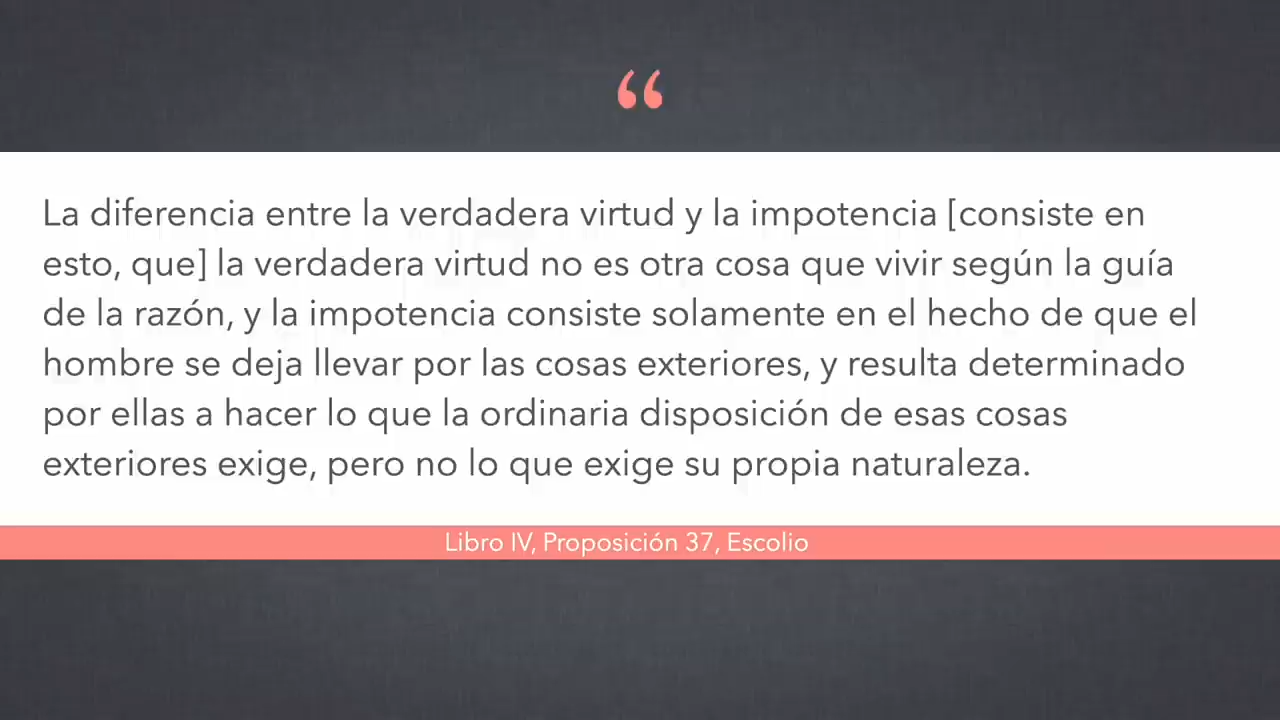 “
La diferencia entre la verdadera virtud y la impotencia [consiste en
esto, que] la verdadera virtud no es otra cosa que vivir según la guía
de la razón, y la impotencia consiste solamente en el hecho de que el
hombre se deja llevar por las cosas exteriores, y resulta determinado
por ellas a hacer lo que la ordinaria disposición de esas cosas
exteriores exige, pero no lo que exige su propia naturaleza.
Libro IV, Proposición 37, Escolio